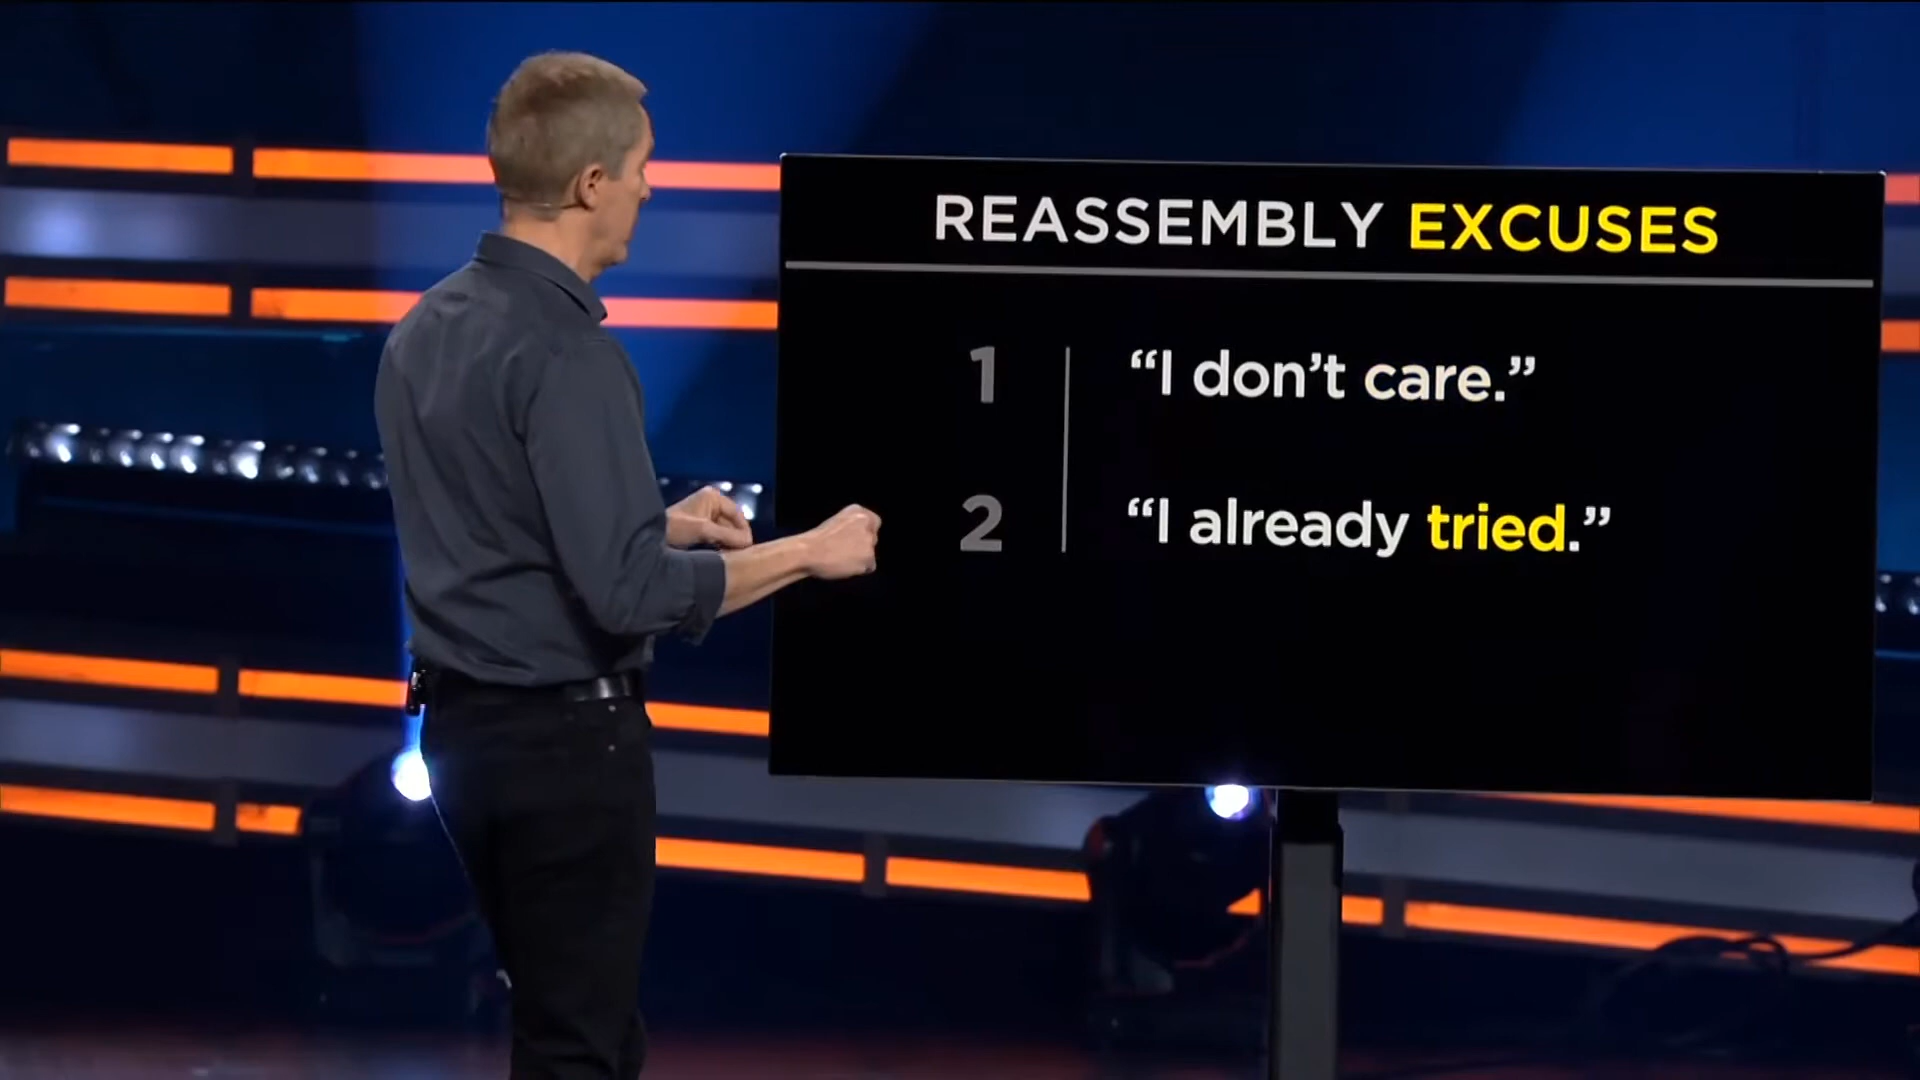 REASSEMBLY EXCUSES
1 “I don’t care.”
2 “I already tried.”